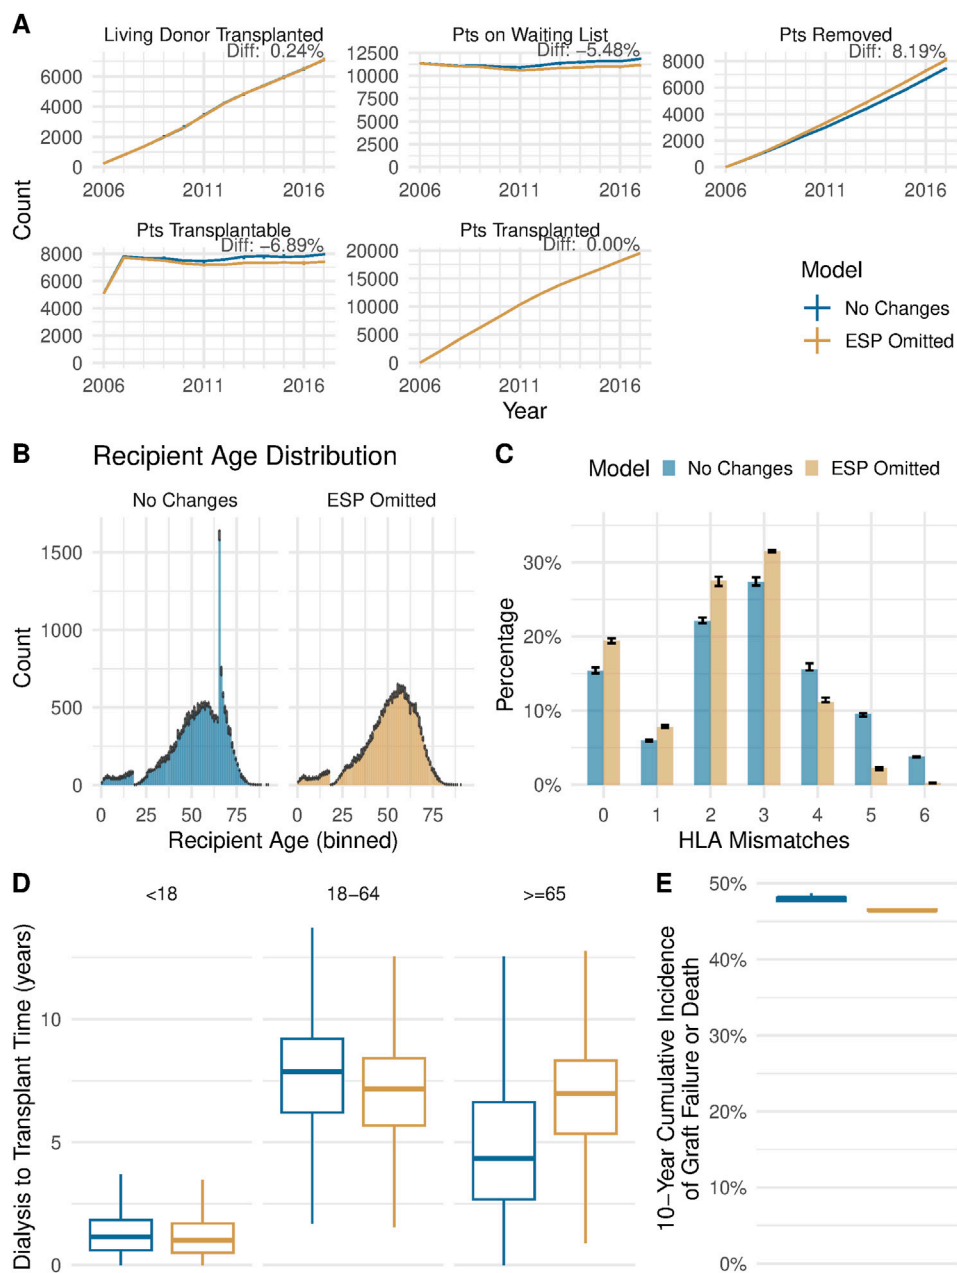 A
Living Donor Transplanted
Diff: 0.24%
6000
4000
2000
0
2006 2011 2016
Pts on Waiting List
Diff: −5.48%
12500
10000
7500
5000
2500
0
2006 2011 2016
Pts Removed
Diff: 8.19%
8000
6000
4000
2000
0
2006 2011 2016
Count
Pts Transplantable
Diff: −6.89%
8000
6000
4000
2000
0
2006 2011 2016
Pts Transplanted
Diff: 0.00%
20000
15000
10000
5000
0
2006 2011 2016
Year
Model
No Changes
ESP Omitted
B
Recipient Age Distribution
No Changes ESP Omitted
Count
1500
1000
500
0
0 25 50 75 0 25 50 75
Recipient Age (binned)
C
Model No Changes ESP Omitted
Percentage
30%
20%
10%
0%
0 1 2 3 4 5 6
HLA Mismatches
D
<18 18−64 >=65
Dialysis to Transplant Time (years)
10
5
0
E
10−Year Cumulative Incidence
of Graft Failure or Death
50%
40%
30%
20%
10%
0%